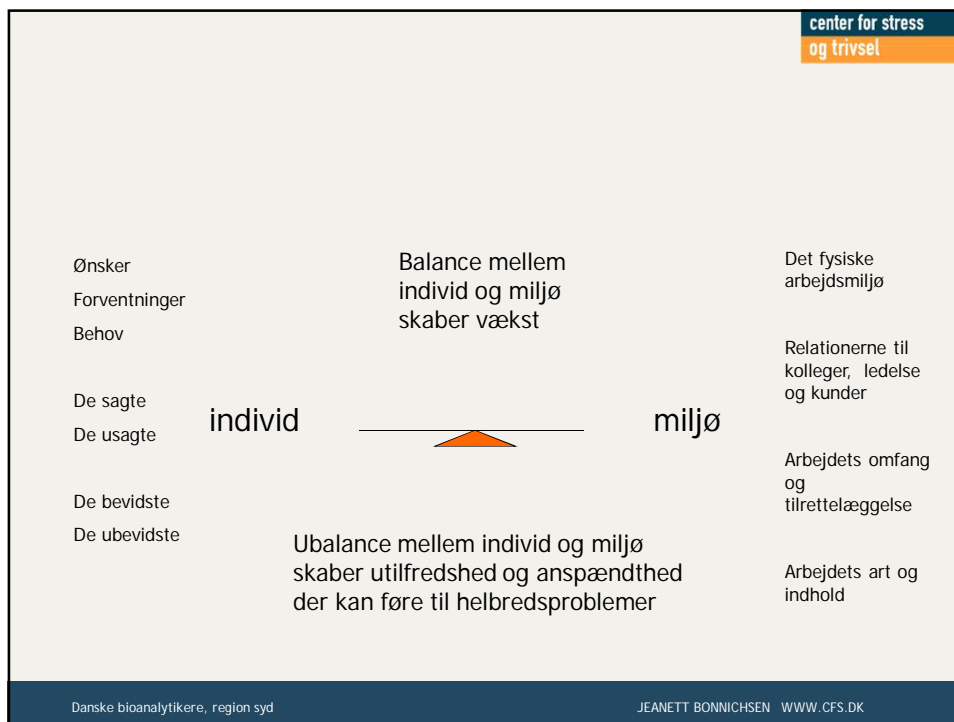 center for stress
og trivsel
Ønsker
Forventninger
Behov
De sagte
De usagte
De bevidste
De ubevidste
individ
Balance mellem
individ og miljø
skaber vækst
miljø
Ubalance mellem individ og miljø
skaber utilfredshed og anspændthed
der kan føre til helbredsproblemer
Det fysiske
arbejdsmiljø
Relationerne til
kolleger, ledelse
og kunder
Arbejdets omfang
og
tilrettelæggelse
Arbejdets art og
indhold
Danske bioanalytikere, region syd
JEANETT BONNICHSEN WWW.CFS.DK